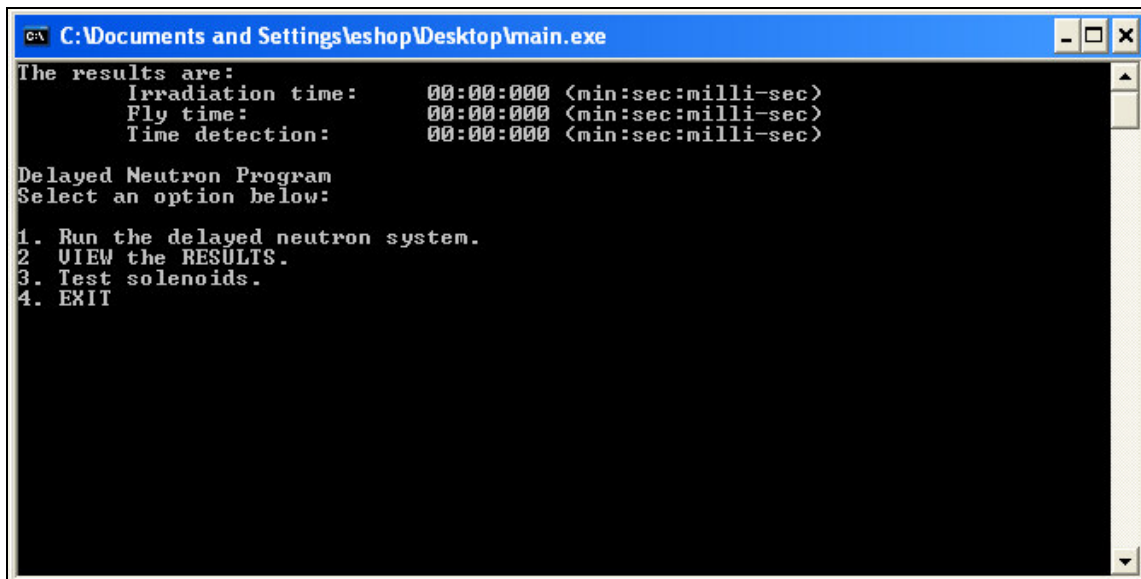 C:\Documents and Settings\eshop\Desktop\main.exe
The results are:
Irradiation time: 00:00:000 (min:sec:milli-sec)
Fly time: 00:00:000 (min:sec:milli-sec)
Time detection: 00:00:000 (min:sec:milli-sec)
Delayed Neutron Program
Select an option below:
1. Run the delayed neutron system.
2 VIEW the RESULTS.
3. Test solenoids.
4. EXIT